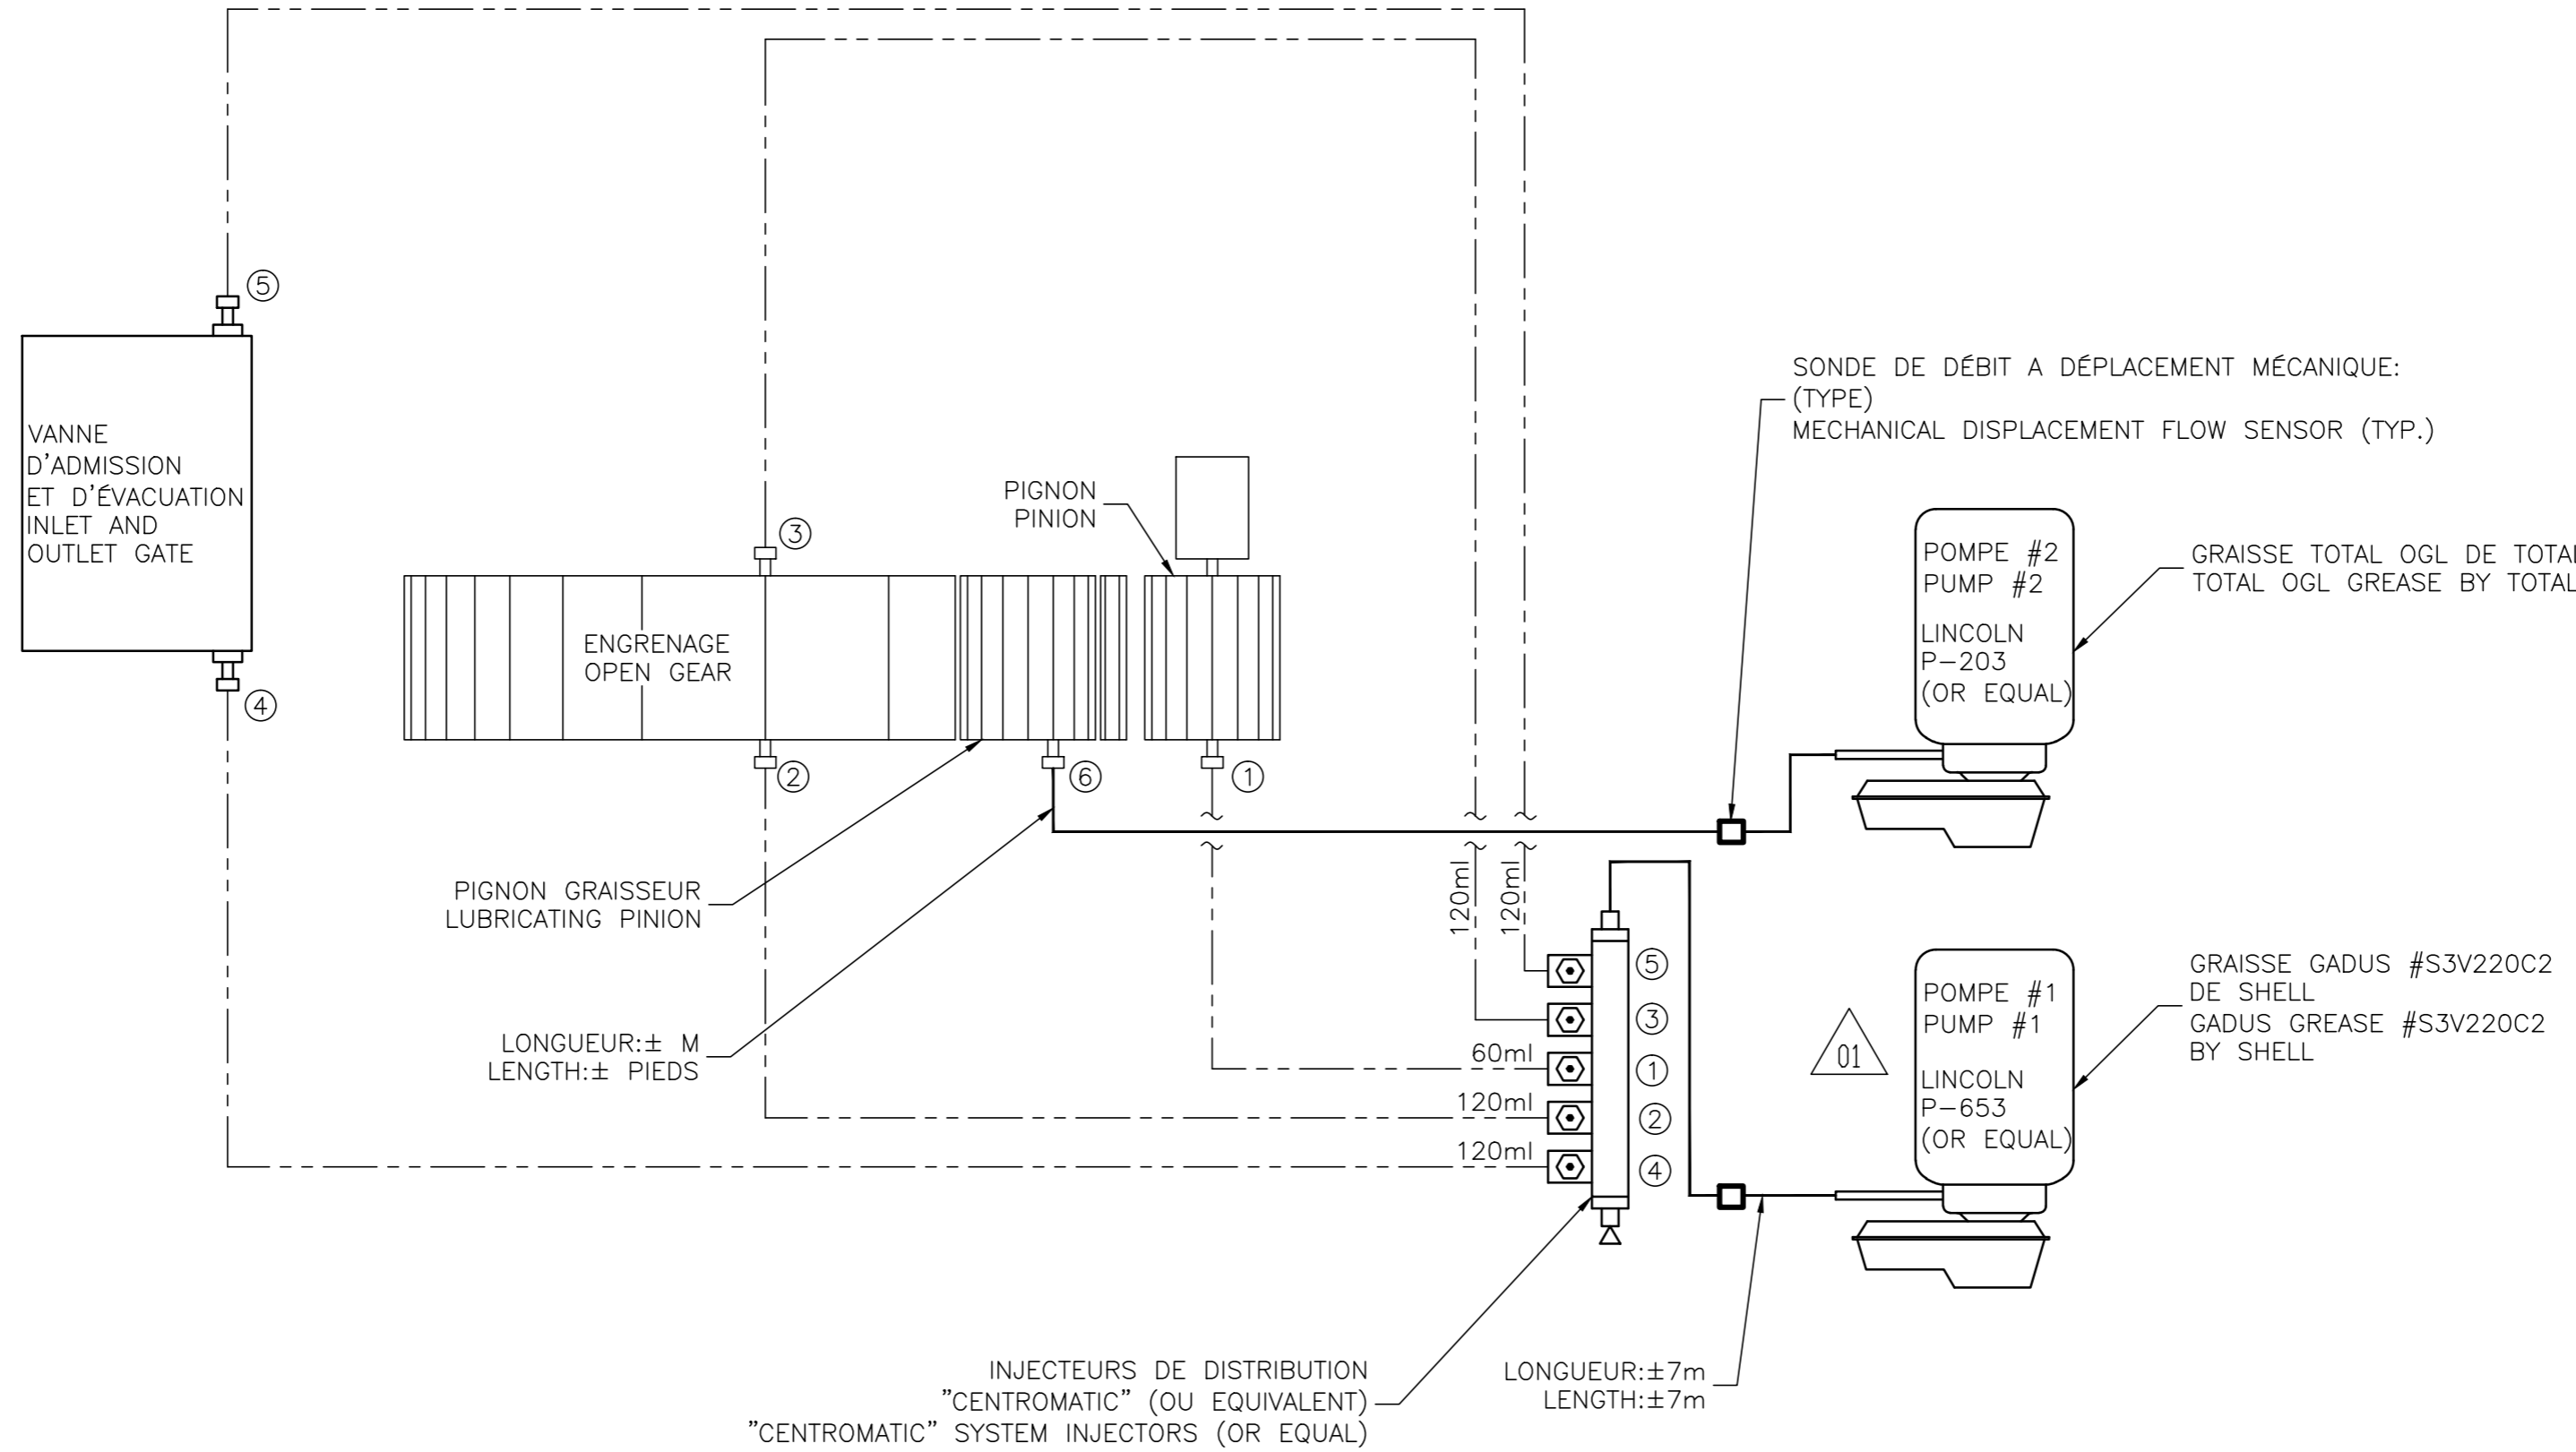 ⑤
VANNE
D'ADMISSION
ET D'ÉVACUATION
INLET AND
OUTLET GATE
④
③
ENGRENAGE
OPEN GEAR
②
PIGNON
PINION
⑥
①
SONDE DE DÉBIT A DÉPLACEMENT MÉCANIQUE:
(TYPE)
MECHANICAL DISPLACEMENT FLOW SENSOR (TYP.)
POMPE #2
PUMP #2
LINCOLN
P-203
(OR EQUAL)
GRAISSE TOTAL OGL DE TOTAL
TOTAL OGL GREASE BY TOTAL
PIGNON GRAISSEUR
LUBRICATING PINION
LONGUEUR:± M
LENGTH:± PIEDS
120ml
120ml
60ml
120ml
120ml
⑤
③
①
②
④
01
POMPE #1
PUMP #1
LINCOLN
P-653
(OR EQUAL)
GRAISSE GADUS #S3V220C2
DE SHELL
GADUS GREASE #S3V220C2
BY SHELL
INJECTEURS DE DISTRIBUTION
"CENTROMATIC" (OU EQUIVALENT)
"CENTROMATIC" SYSTEM INJECTORS (OR EQUAL)
LONGUEUR:±7m
LENGTH:±7m